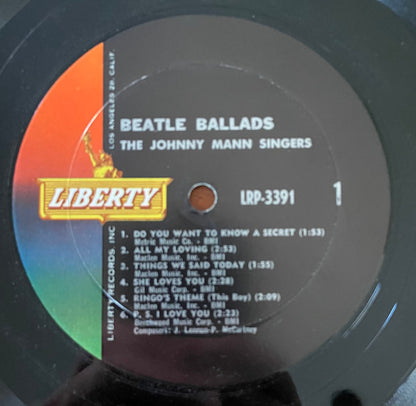 BEATLE BALLADS
THE JOHNNY MANN SINGERS
LIBERTY
LRP-3391
1
1. DO YOU WANT TO KNOW A SECRET (1:53)
Metric Music Co. - BMI
2. ALL MY LOVING (2:53)
Maclen Music, Inc. - BMI
3. THINGS WE SAID TODAY (1:55)
Maclen Music, Inc. - BMI
4. SHE LOVES YOU (2:28)
Gil Music Corp. - BMI
5. RINGO'S THEME (This Boy) (2:09)
Maclen Music, Inc. - BMI
6. P. S. I LOVE YOU (2:23)
Beechwood Music Corp. - BMI
Composers: J. Lennon-P. McCartney
LIBERTY RECORDS, INC.
LOS ANGELES 28, CALIF.